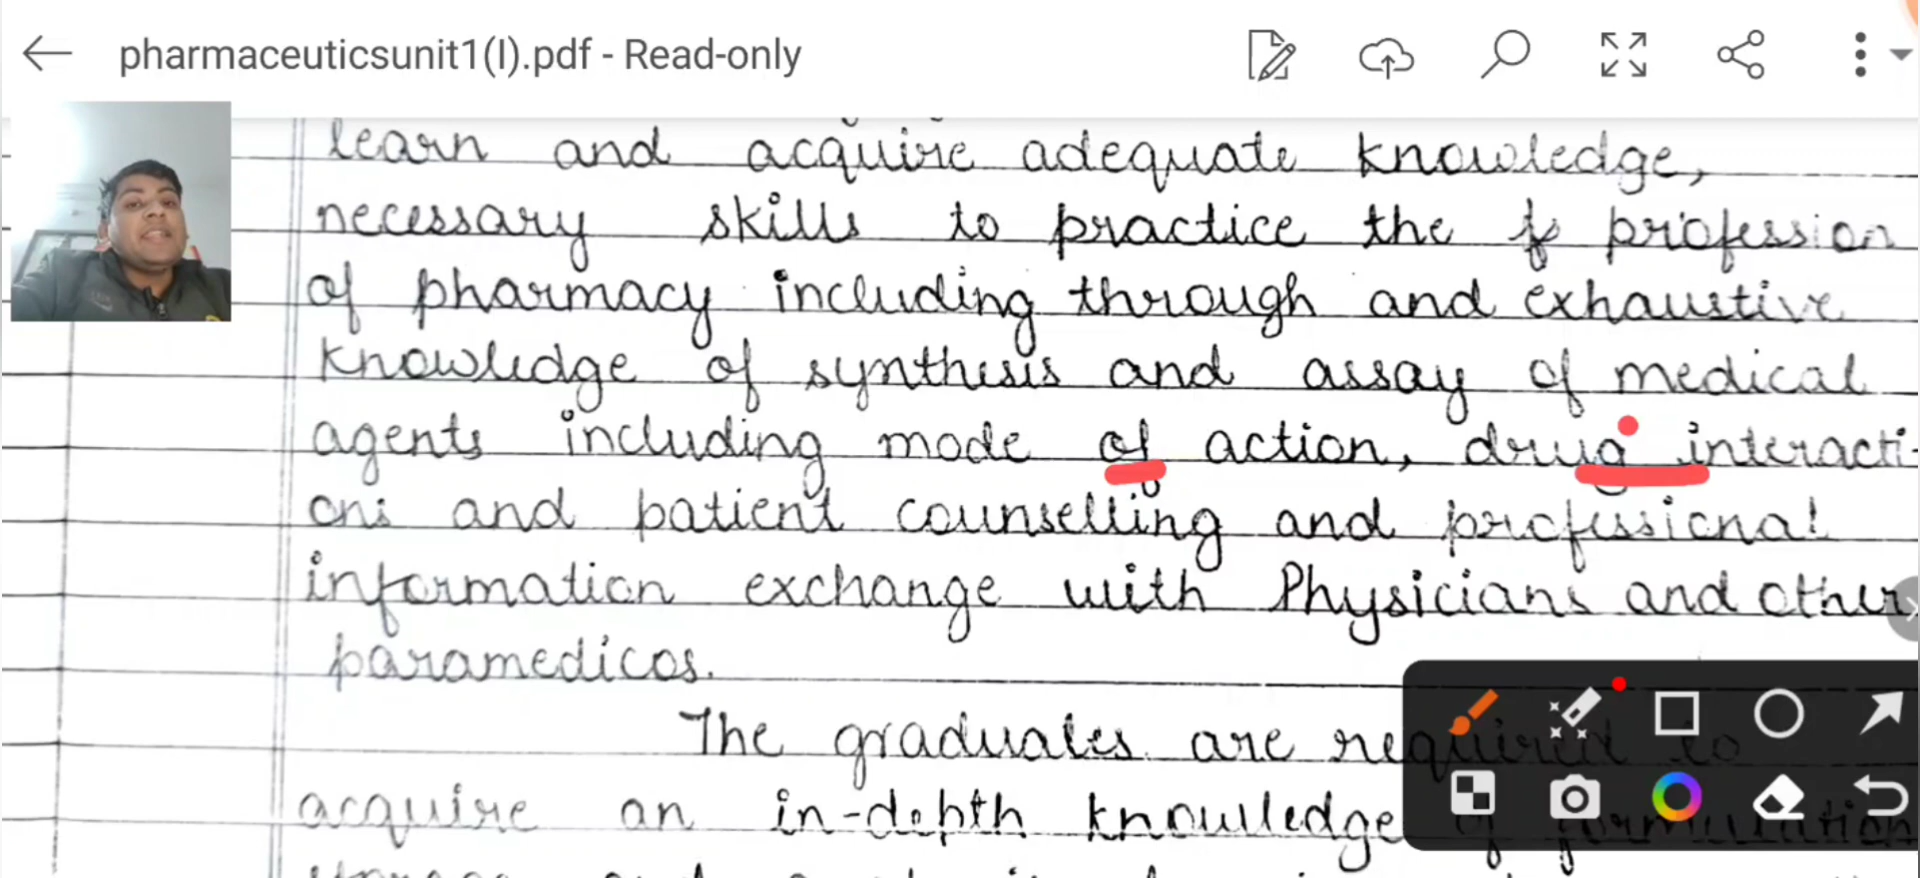 pharmaceuticsunit1(I).pdf - Read-only
learn and acquire adequate knowledge,
necessary skills to practice the profession
of pharmacy including through and exhaustive
knowledge of synthesis and assay of medical
agents including mode of action, drug interacti-
ons and patient counselling and professional
information exchange with Physicians and other
paramedicos.
The graduates are required to
acquire an in-depth knowledge of formulation